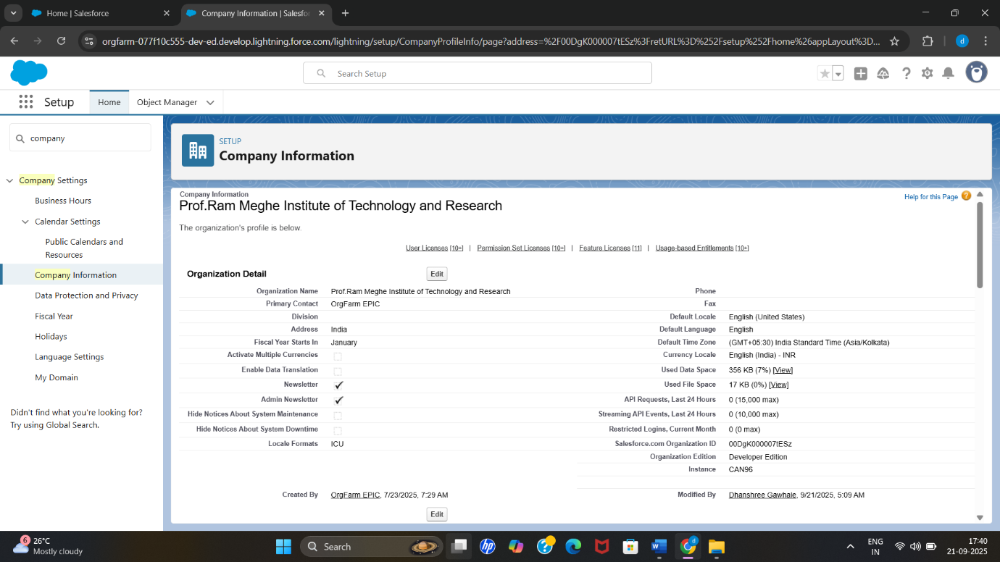 Home | Salesforce
Company Information | Salesfor
orgfarm-077f10c555-dev-ed.develop.lightning.force.com/lightning/setup/CompanyProfileInfo/page?address=%2F00DgK000007tESz%3FretURL%3D%252Fsetup%252Fhome%26appLayout%3D...
d
Search Setup
Setup
Home
Object Manager
company
Company Settings
Business Hours
Calendar Settings
Public Calendars and
Resources
Company Information
Data Protection and Privacy
Fiscal Year
Holidays
Language Settings
My Domain
Didn't find what you're looking for?
Try using Global Search.
SETUP
Company Information
Company Information
Prof.Ram Meghe Institute of Technology and Research
Help for this Page ?
The organization's profile is below.
User Licenses [10+] | Permission Set Licenses [10+] | Feature Licenses [11] | Usage-based Entitlements [10+]
Organization Detail
Edit
Organization Name Prof.Ram Meghe Institute of Technology and Research
Phone
Primary Contact OrgFarm EPIC
Fax
Division
Default Locale English (United States)
Address India
Default Language English
Fiscal Year Starts In January
Default Time Zone (GMT+05:30) India Standard Time (Asia/Kolkata)
Activate Multiple Currencies
Currency Locale English (India) - INR
Enable Data Translation
Used Data Space 356 KB (7%) [View]
Newsletter
Used File Space 17 KB (0%) [View]
Admin Newsletter
API Requests, Last 24 Hours 0 (15,000 max)
Hide Notices About System Maintenance
Streaming API Events, Last 24 Hours 0 (10,000 max)
Hide Notices About System Downtime
Restricted Logins, Current Month 0 (0 max)
Locale Formats ICU
Salesforce.com Organization ID 00DgK000007tESz
Organization Edition Developer Edition
Instance CAN96
Created By OrgFarm EPIC, 7/23/2025, 7:29 AM
Modified By Dhanshree Gawhale, 9/21/2025, 5:09 AM
Edit
6
26°C
Mostly cloudy
Search
hp
ENG
IN
17:40
21-09-2025